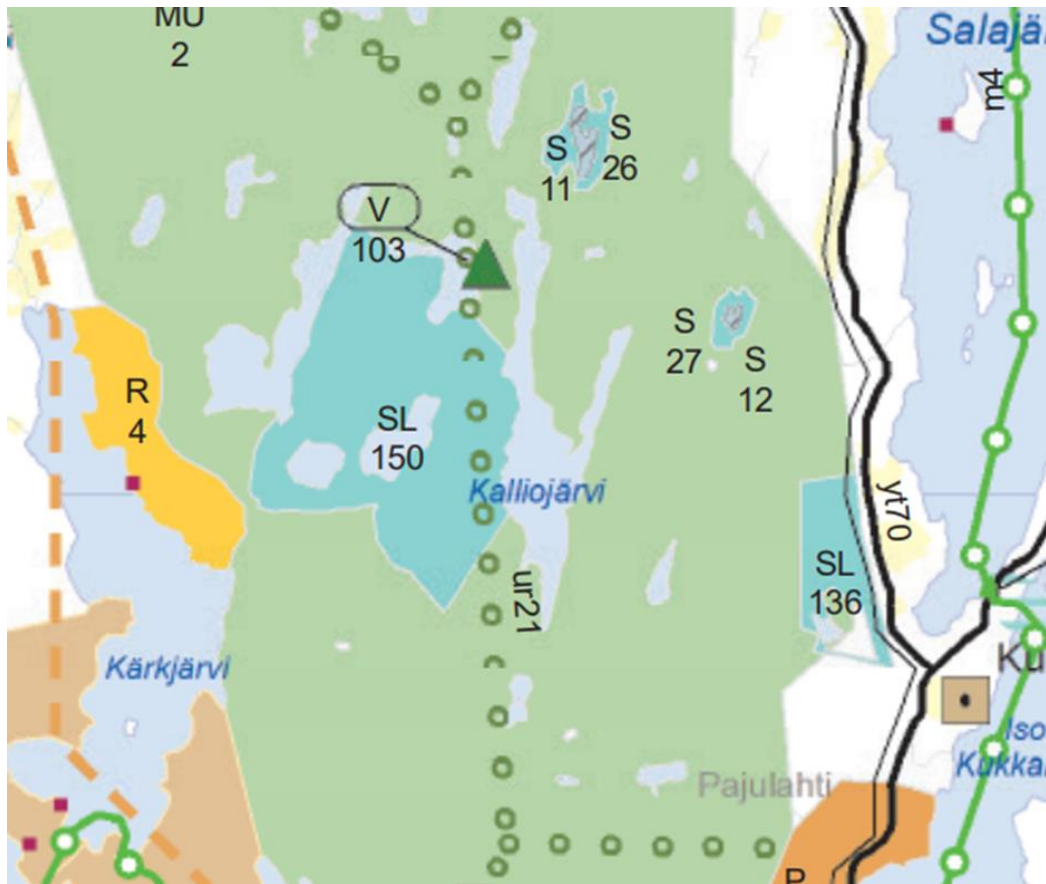 MU
2
Salajä
m4
S
26
S
11
V
103
S
27
S
12
R
4
SL
150
Kalliojärvi
yt70
SL
136
ur21
Kärkjärvi
Ku
Iso
Kukka
Pajulahti